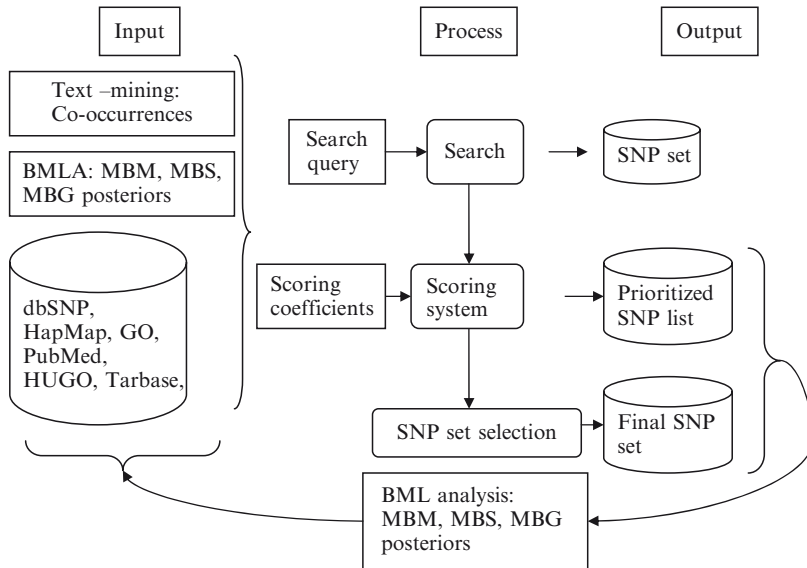 Input
Process
Output
Text –mining:
Co-occurrences
BMLA: MBM, MBS,
MBG posteriors
dbSNP,
HapMap, GO,
PubMed,
HUGO, Tarbase,
Search
query
Search
SNP set
Scoring
coefficients
Scoring
system
Prioritized
SNP list
SNP set selection
Final SNP
set
BML analysis:
MBM, MBS, MBG
posteriors